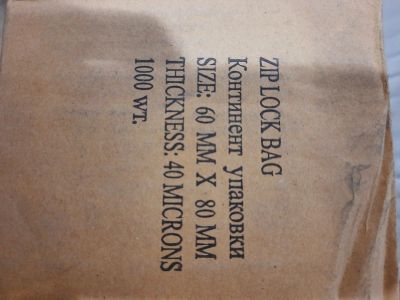 ZIP LOCK BAG
Континент упаковки
SIZE: 60 MM X 80 MM
THICKNESS: 40 MICRONS
1000 шт.